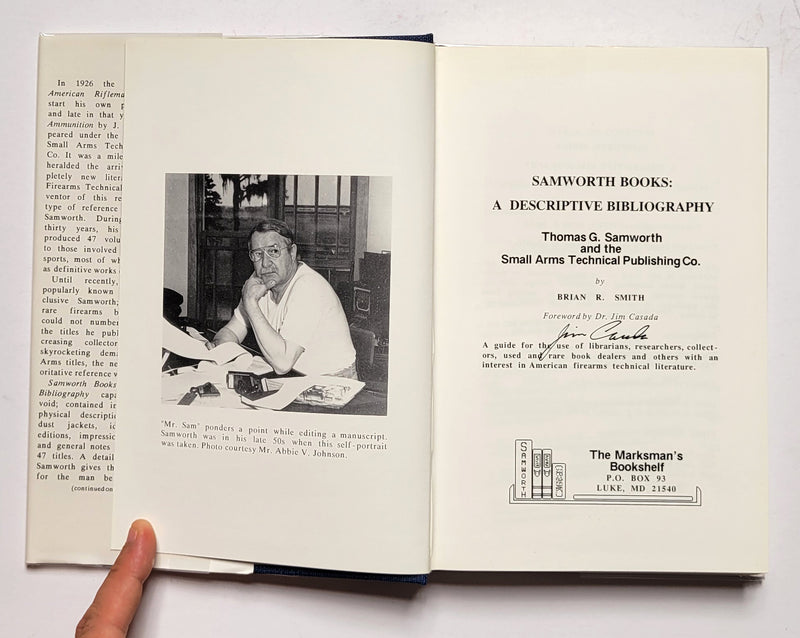 In 1926 the
American Riflema
start his own p
and late in that y
Ammunition by J.
peared under the
Small Arms Tech
Co. It was a mile
heralded the arri
pletely new liter
Firearms Technical
ventor of this re
type of reference
Samworth. During
thirty years, his
produced 47 volu
to those involved
sports, most of wh
as definitive works
Until recently,
popularly known
clusive Samworth;
rare firearms b
could not number
the titles he publ
creasing collector
skyrocketing dem
Arms titles, the ne
oritative reference w
Samworth Books
Bibliography capa
void; contained in
physical descripti
dust jackets, id
editions, impressio
and general notes
47 titles. A detail
Samworth gives th
for the man be
(continued on
"Mr. Sam" ponders a point while editing a manuscript.
Samworth was in his late 50s when this self-portrait
was taken. Photo courtesy Mr. Abbie V. Johnson.
SAMWORTH BOOKS:
A DESCRIPTIVE BIBLIOGRAPHY
Thomas G. Samworth
and the
Small Arms Technical Publishing Co.
by
BRIAN R. SMITH
Foreword by Dr. Jim Casada
Jim Casada
A guide for the use of librarians, researchers, collect-
ors, used and rare book dealers and others with an
interest in American firearms technical literature.
SAMWORTH
The Marksman's
Bookshelf
P.O. BOX 93
LUKE, MD 21540